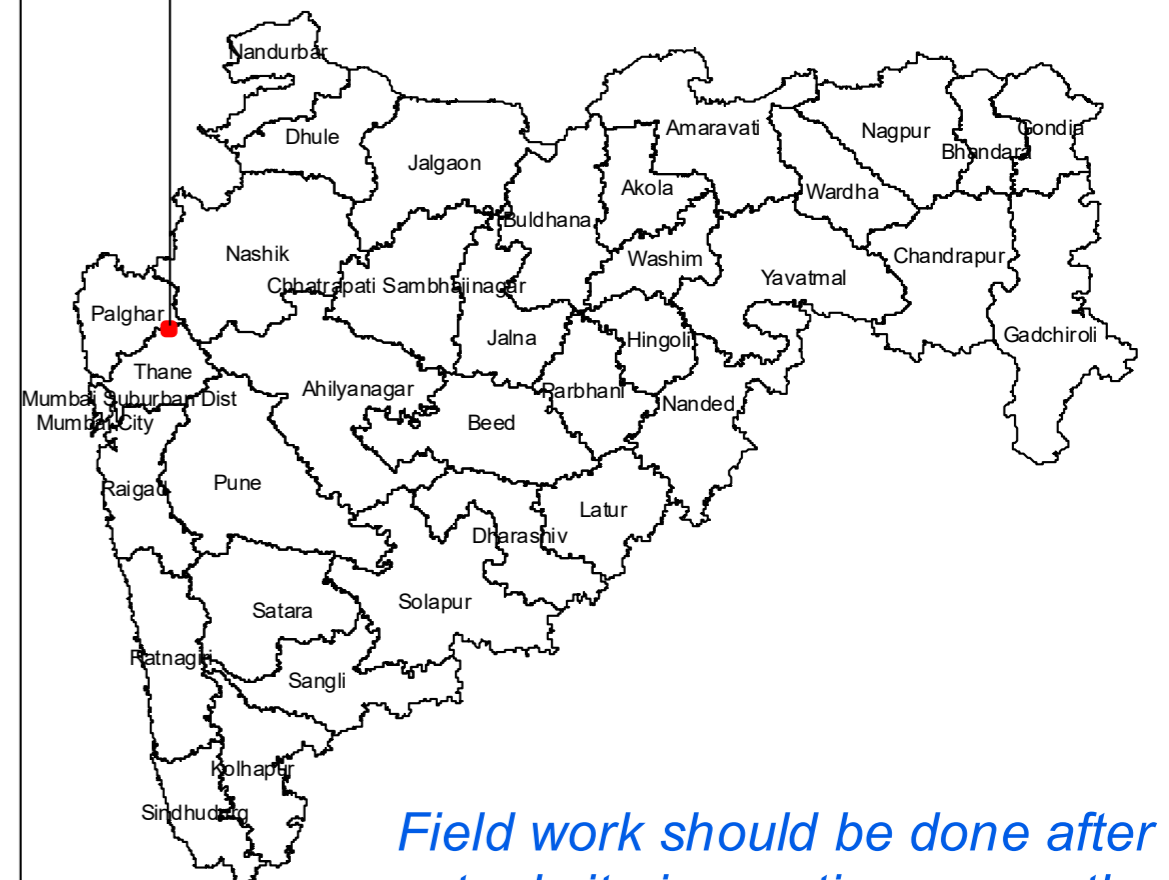 Nandurbar
Dhule
Jalgaon
Amaravati
Nagpur
Gondia
Bhandara
Akola
Wardha
Buldhana
Nashik
Washim
Chandrapur
Yavatmal
Chhatrapati Sambhajinagar
Palghar
Jalna
Hingoli
Gadchiroli
Thane
Ahilyanagar
Parbhani
Nanded
Mumbai Suburban Dist
Mumbai City
Beed
Raigad
Pune
Latur
Dharashiv
Satara
Solapur
Ratnagiri
Sangli
Kolhapur
Sindhudurg
Field work should be done after